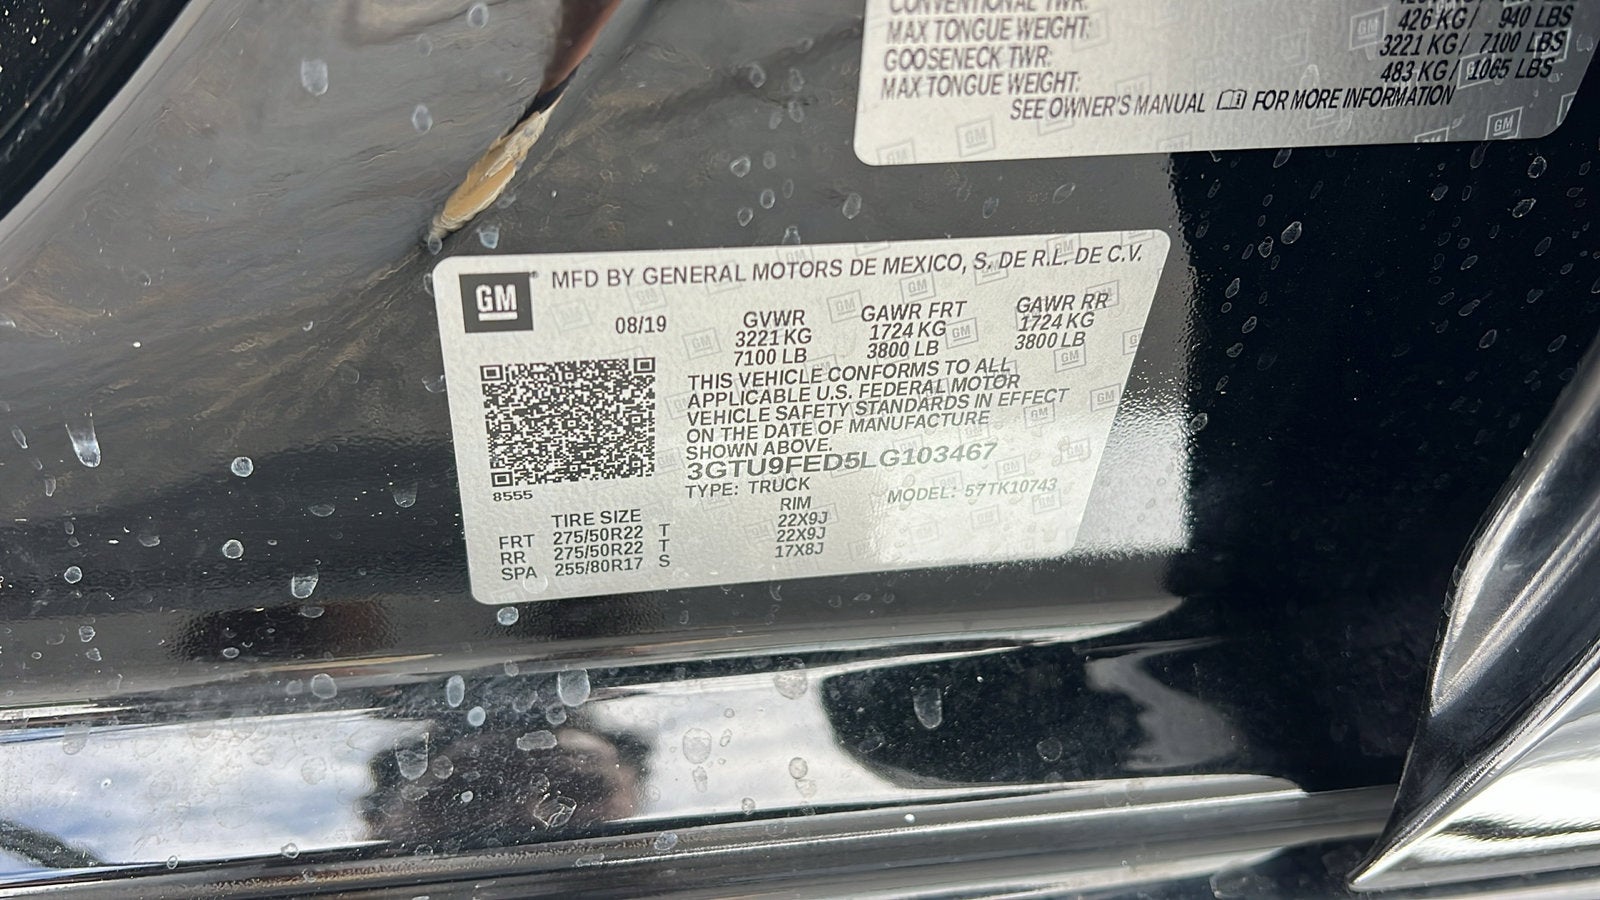 CONVENTIONAL TWR:
MAX TONGUE WEIGHT: 426 KG/ 940 LBS
GOOSENECK TWR: 3221 KG/ 7100 LBS
MAX TONGUE WEIGHT: 483 KG/ 1065 LBS
SEE OWNER'S MANUAL FOR MORE INFORMATION
GM MFD BY GENERAL MOTORS DE MEXICO, S. DE R.L. DE C.V.
08/19 GVWR GAWR FRT GAWR RR
3221 KG 1724 KG 1724 KG
7100 LB 3800 LB 3800 LB
THIS VEHICLE CONFORMS TO ALL
APPLICABLE U.S. FEDERAL MOTOR
VEHICLE SAFETY STANDARDS IN EFFECT
ON THE DATE OF MANUFACTURE
SHOWN ABOVE.
3GTU9FED5LG103467
8555 TYPE: TRUCK MODEL: 57TK10743
TIRE SIZE RIM
FRT 275/50R22 T 22X9J
RR 275/50R22 T 22X9J
SPA 255/80R17 S 17X8J